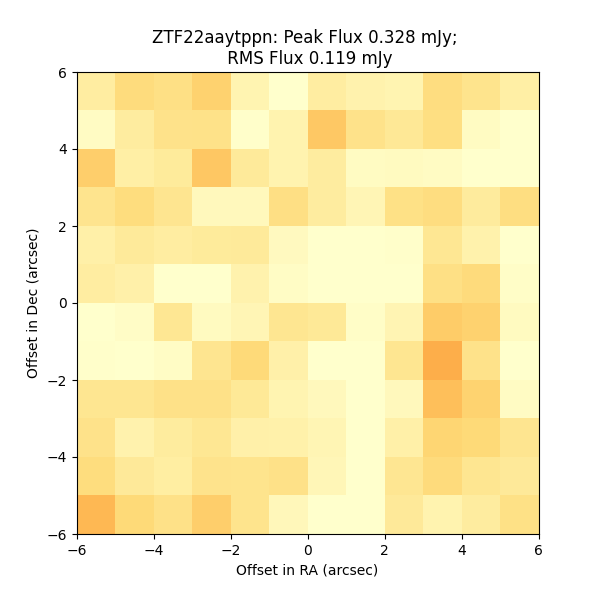 ZTF22aaytppn: Peak Flux 0.328 mJy;
RMS Flux 0.119 mJy
6
4
2
0
−2
−4
−6
Offset in Dec (arcsec)
−6 −4 −2 0 2 4 6
Offset in RA (arcsec)